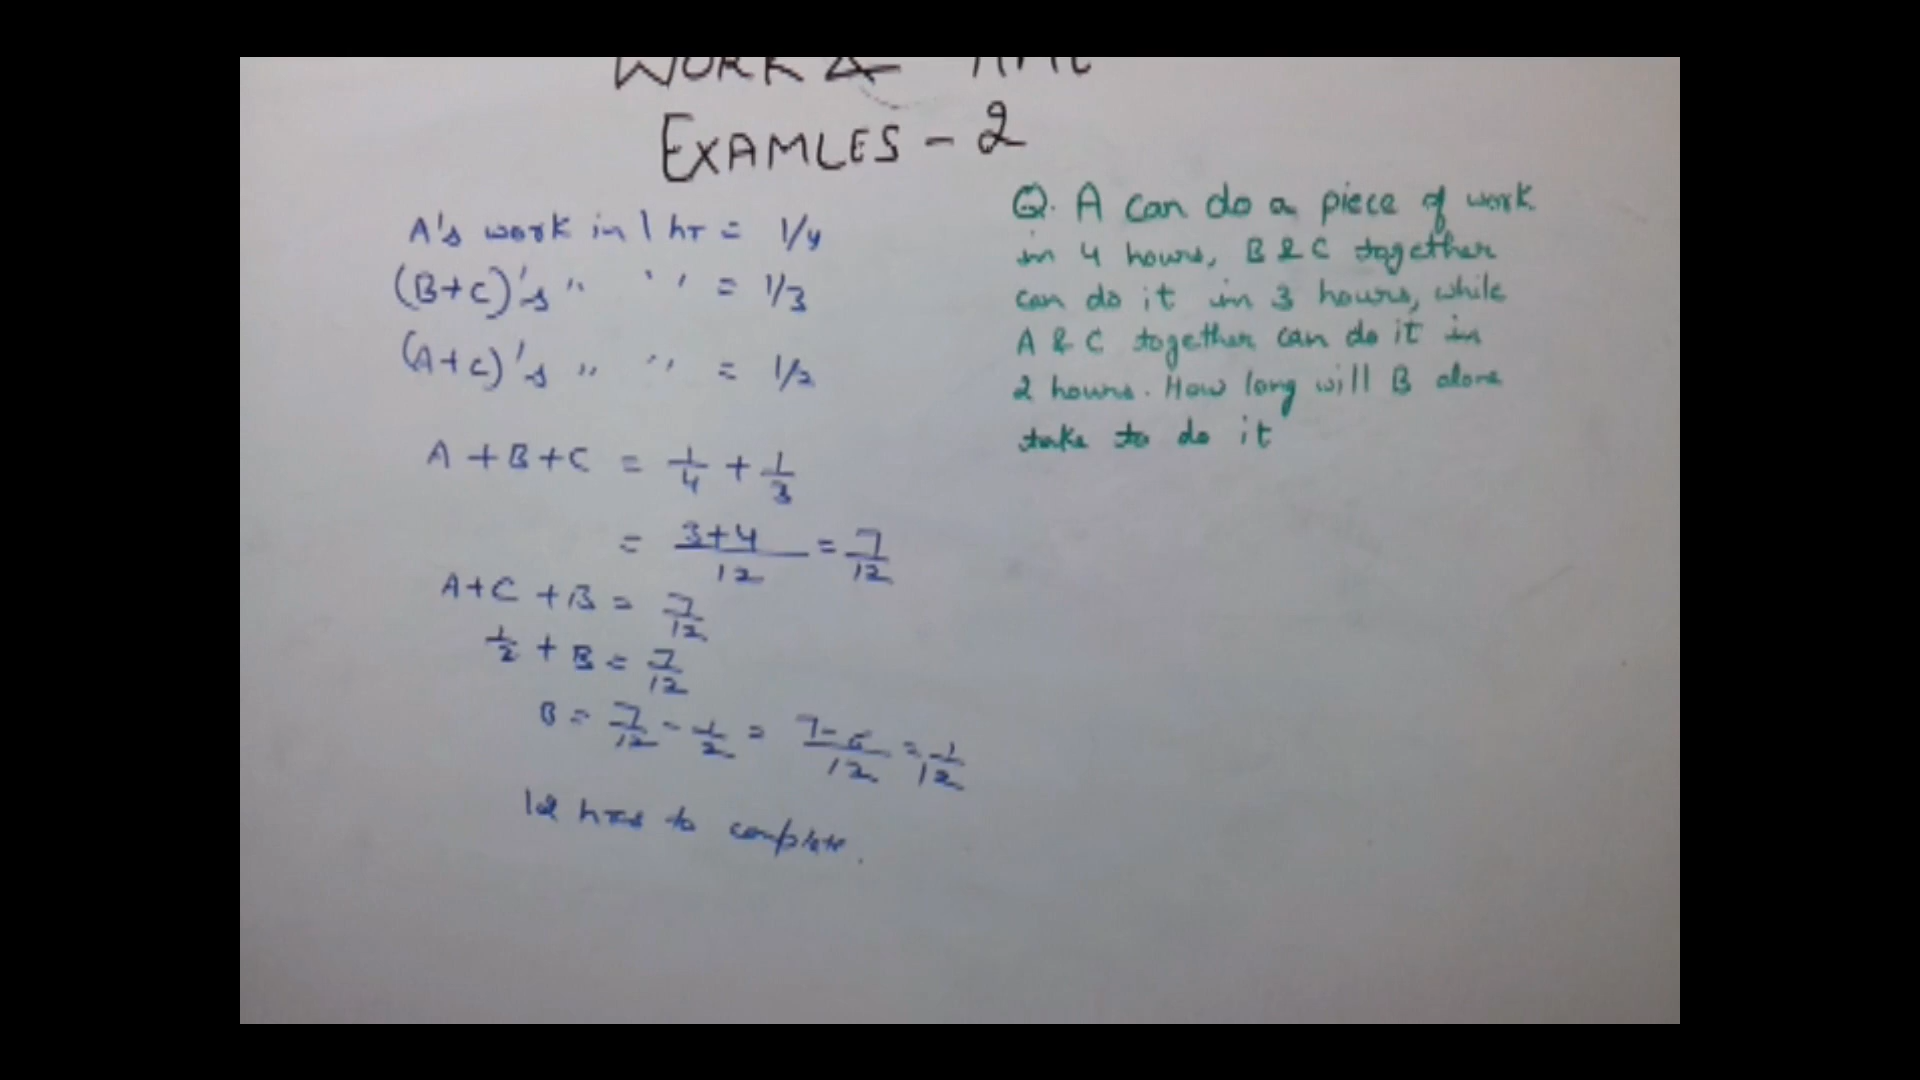 WORK &
EXAMLES - 2
A's work in 1 hr = 1/4
(B+C)'s " " = 1/3
(A+C)'s " " = 1/2
A + B + C = 1/4 + 1/3
= 3+4/12 = 7/12
A+C + B = 7/12
1/2 + B = 7/12
B = 7/12 - 1/2 = 7-6/12 = 1/12
12 hrs to complete.
Q. A can do a piece of work
in 4 hours, B & C together
can do it in 3 hours, while
A & C together can do it in
2 hours. How long will B alone
take to do it